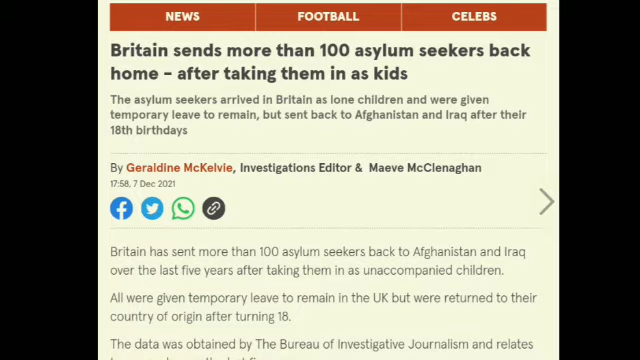 NEWS FOOTBALL CELEBS
Britain sends more than 100 asylum seekers back
home - after taking them in as kids
The asylum seekers arrived in Britain as lone children and were given
temporary leave to remain, but sent back to Afghanistan and Iraq after their
18th birthdays
By Geraldine McKelvie, Investigations Editor & Maeve McClenaghan
17:58, 7 Dec 2021
Britain has sent more than 100 asylum seekers back to Afghanistan and Iraq
over the last five years after taking them in as unaccompanied children.
All were given temporary leave to remain in the UK but were returned to their
country of origin after turning 18.
The data was obtained by The Bureau of Investigative Journalism and relates